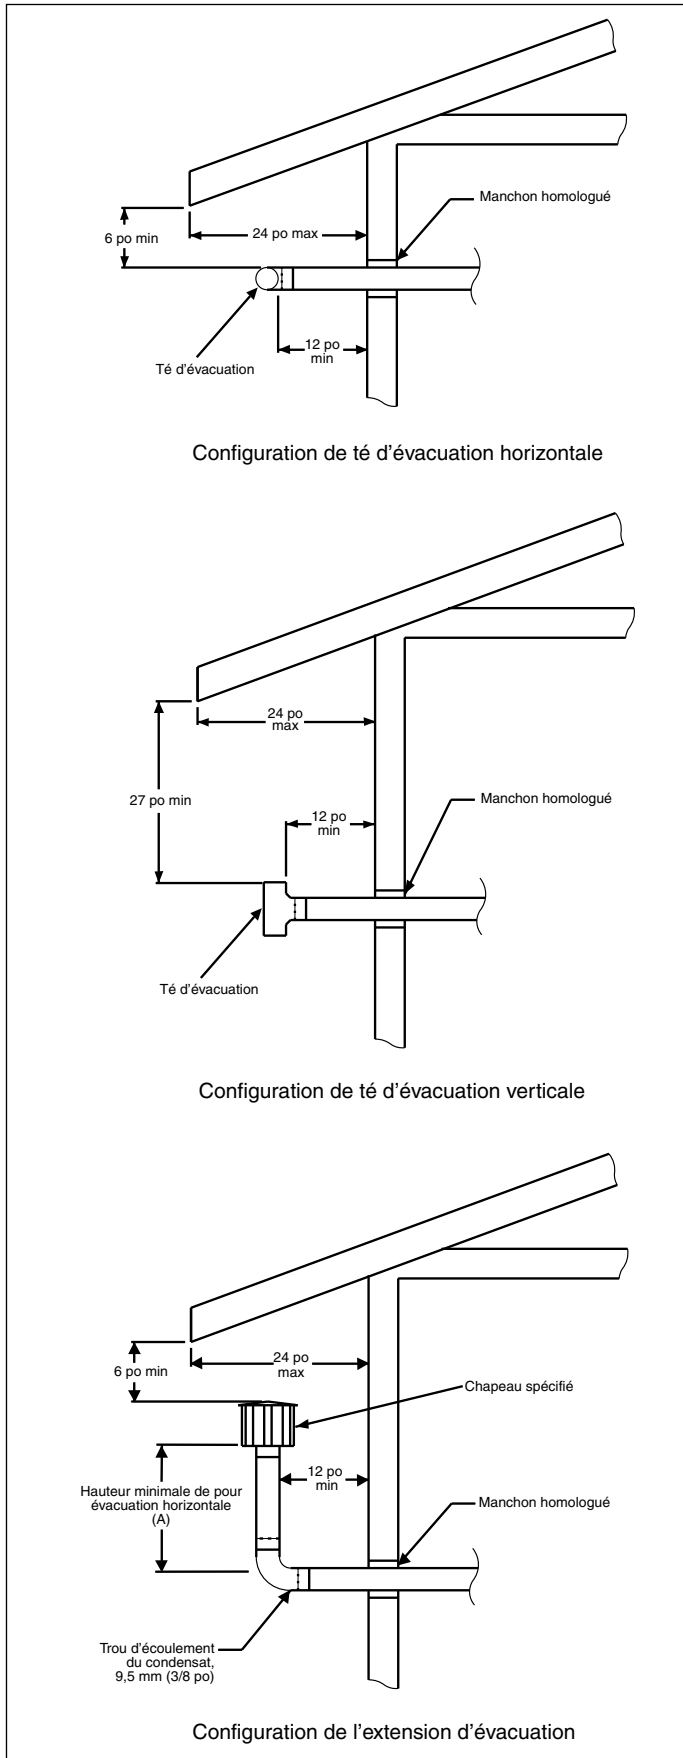 Manchon homologué
6 po min
24 po max
12 po
min
Té d'évacuation
Configuration de té d'évacuation horizontale
24 po
max
27 po min
12 po
min
Manchon homologué
Té d'évacuation
Configuration de té d'évacuation verticale
6 po min
24 po
max
Chapeau spécifié
12 po
min
Hauteur minimale de pour
évacuation horizontale
(A)
Manchon homologué
Trou d'écoulement
du condensat,
9,5 mm (3/8 po)
Configuration de l'extension d'évacuation